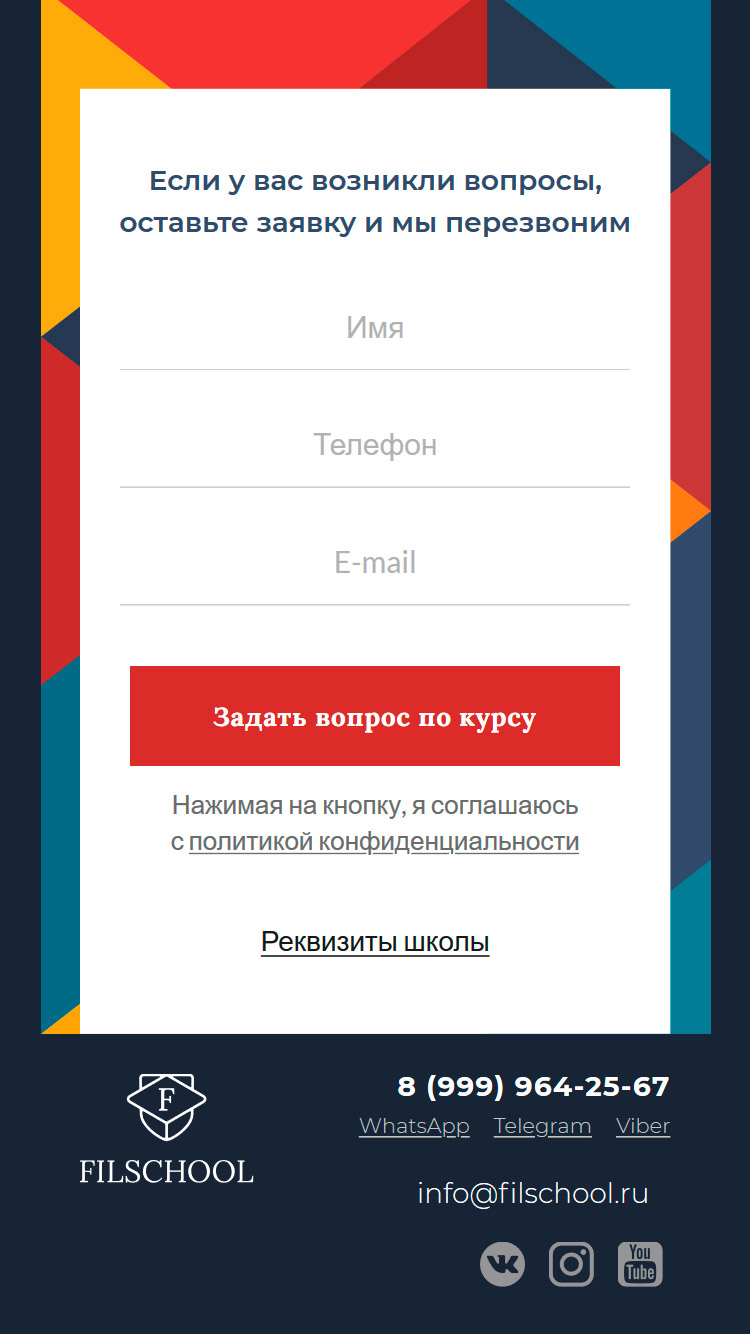 Если у вас возникли вопросы,
оставьте заявку и мы перезвоним
Имя
Телефон
E-mail
Задать вопрос по курсу
Нажимая на кнопку, я соглашаюсь
с политикой конфиденциальности
Реквизиты школы
F
FILSCHOOL
8 (999) 964-25-67
WhatsApp Telegram Viber
info@filschool.ru
You
Tube